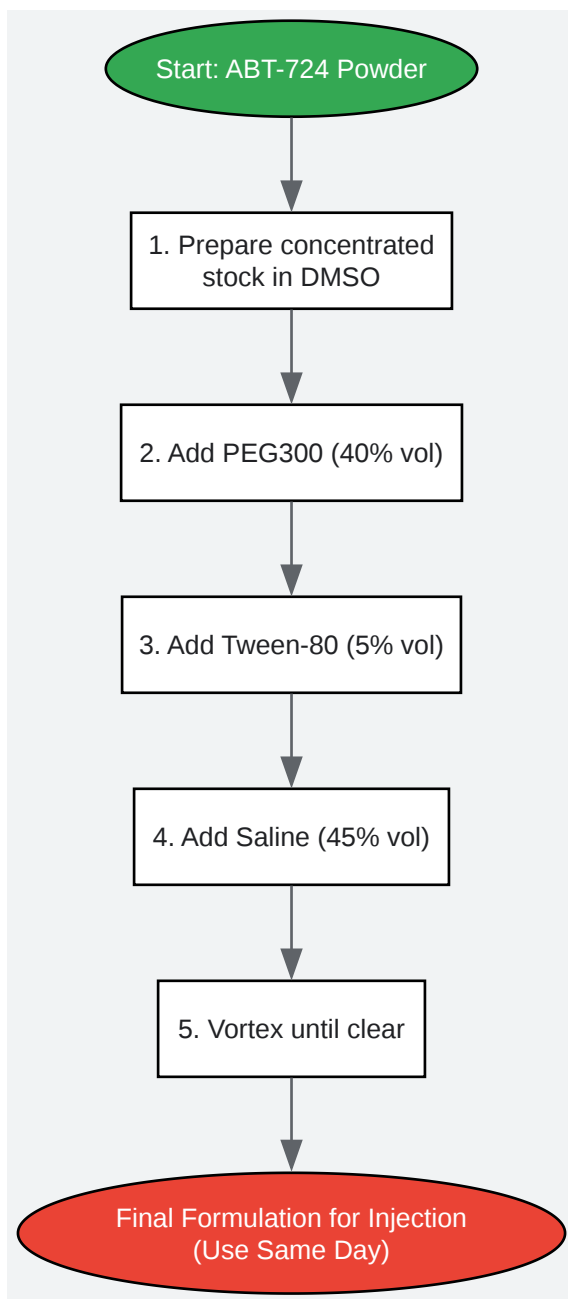 Start: ABT-724 Powder
1. Prepare concentrated
stock in DMSO
2. Add PEG300 (40% vol)
3. Add Tween-80 (5% vol)
4. Add Saline (45% vol)
5. Vortex until clear
Final Formulation for Injection
(Use Same Day)